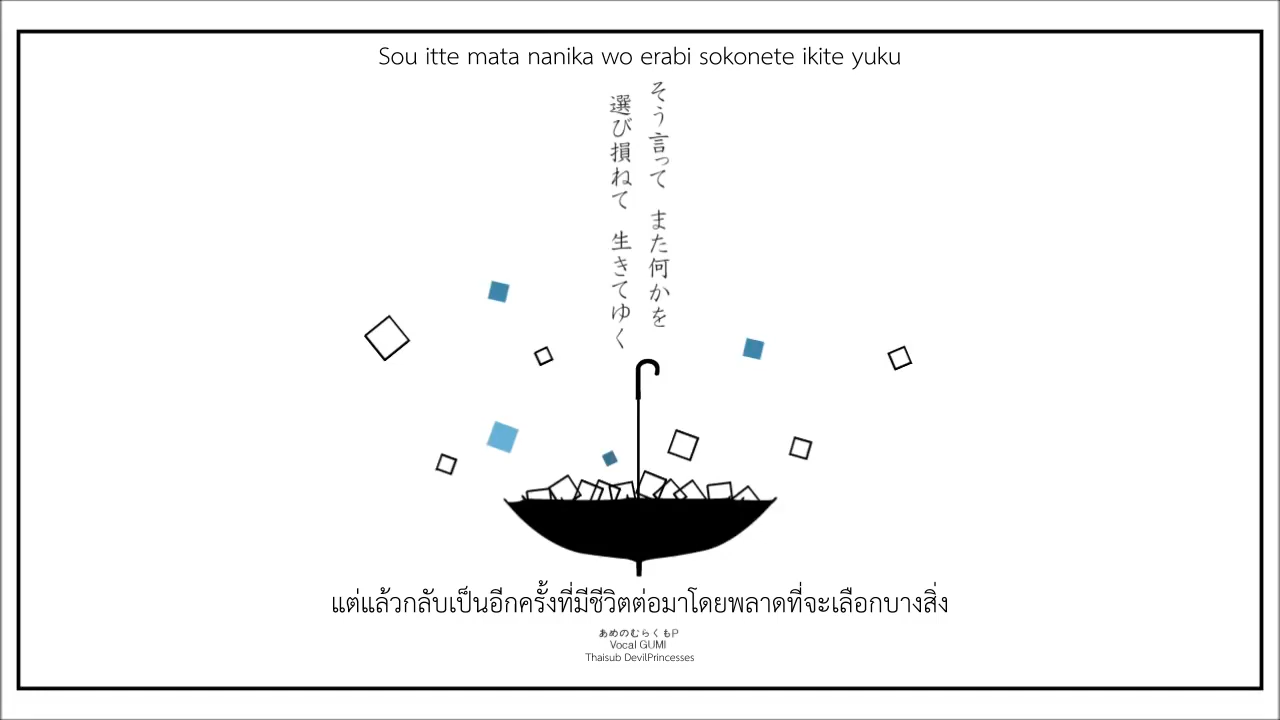 Sou itte mata nanika wo erabi sokonete ikite yuku
そう言って また何かを
選び損ねて 生きてゆく
แต่แล้วกลับเป็นอีกครั้งที่มีชีวิตต่อมาโดยพลาดที่จะเลือกบางสิ่ง
あめのむらくもP
Vocal GUMI
Thaisub DevilPrincesses